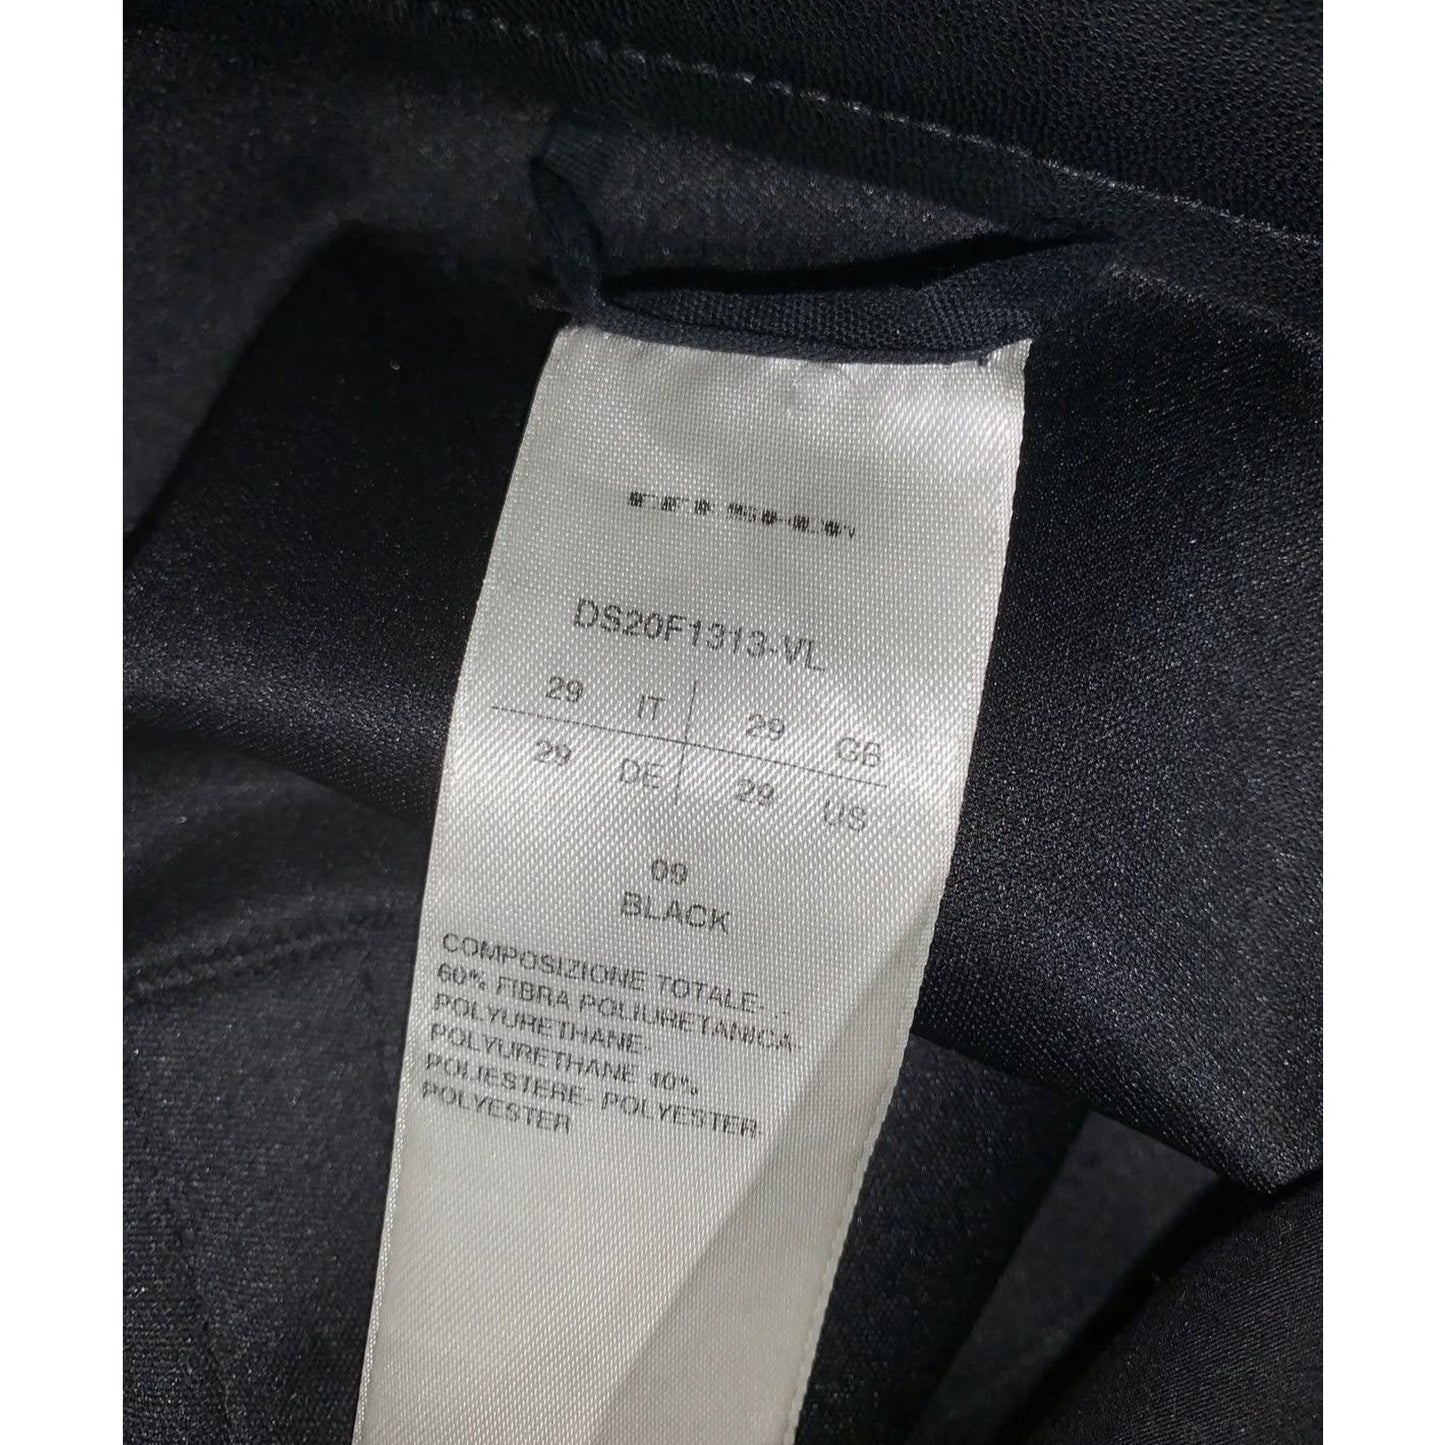 DS20F1313-VL
29 IT 29 GB
29 DE 29 US
09
BLACK
COMPOSIZIONE TOTALE
60% FIBRA POLIURETANICA-
POLYURETHANE-
POLYURETHANE 40%
POLIESTERE- POLYESTER-
POLYESTER